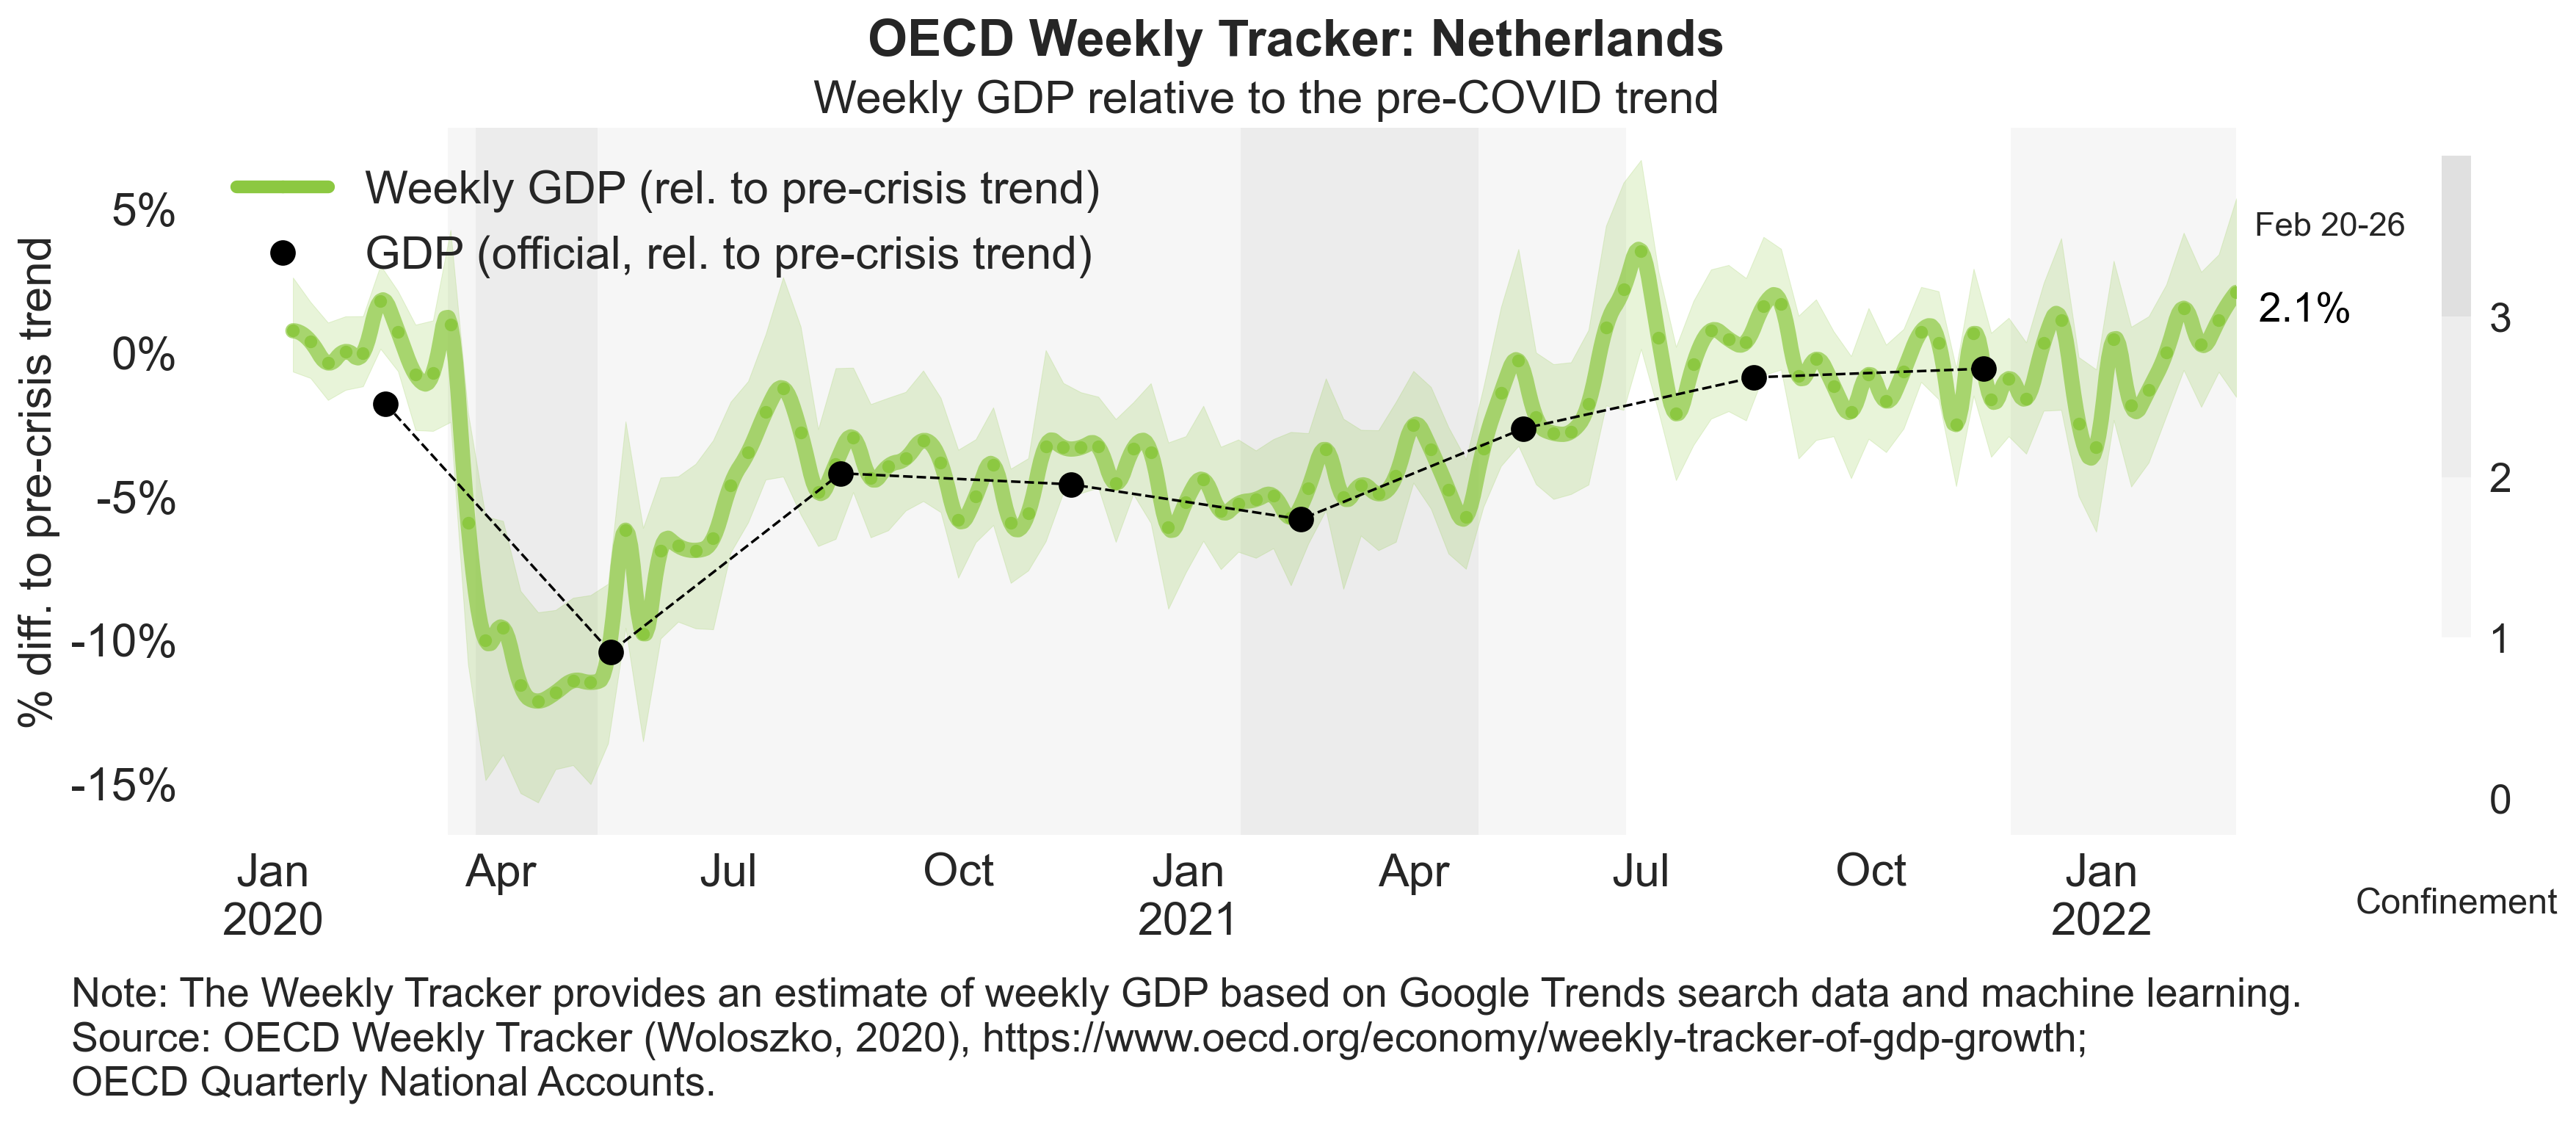 OECD Weekly Tracker: Netherlands
Weekly GDP relative to the pre-COVID trend
Weekly GDP (rel. to pre-crisis trend)
GDP (official, rel. to pre-crisis trend)
% diff. to pre-crisis trend
5%
0%
-5%
-10%
-15%
Feb 20-26
2.1%
3
2
1
0
Confinement
Jan Apr Jul Oct Jan Apr Jul Oct Jan
2020 2021 2022
Note: The Weekly Tracker provides an estimate of weekly GDP based on Google Trends search data and machine learning.
Source: OECD Weekly Tracker (Woloszko, 2020), https://www.oecd.org/economy/weekly-tracker-of-gdp-growth;
OECD Quarterly National Accounts.